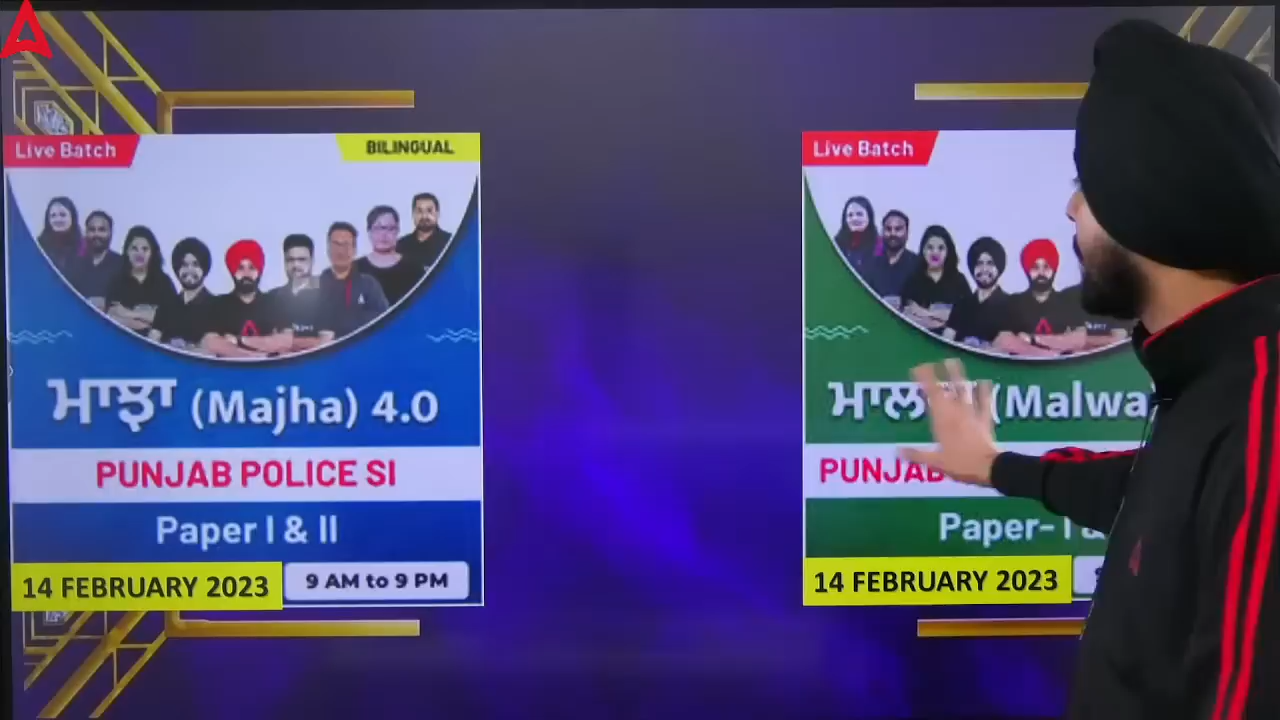 Live Batch
BILINGUAL
ਮਾਝਾ (Majha) 4.0
PUNJAB POLICE SI
Paper I & II
14 FEBRUARY 2023
9 AM to 9 PM
Live Batch
(Malwa
PUNJAB
Paper- I &
14 FEBRUARY 2023